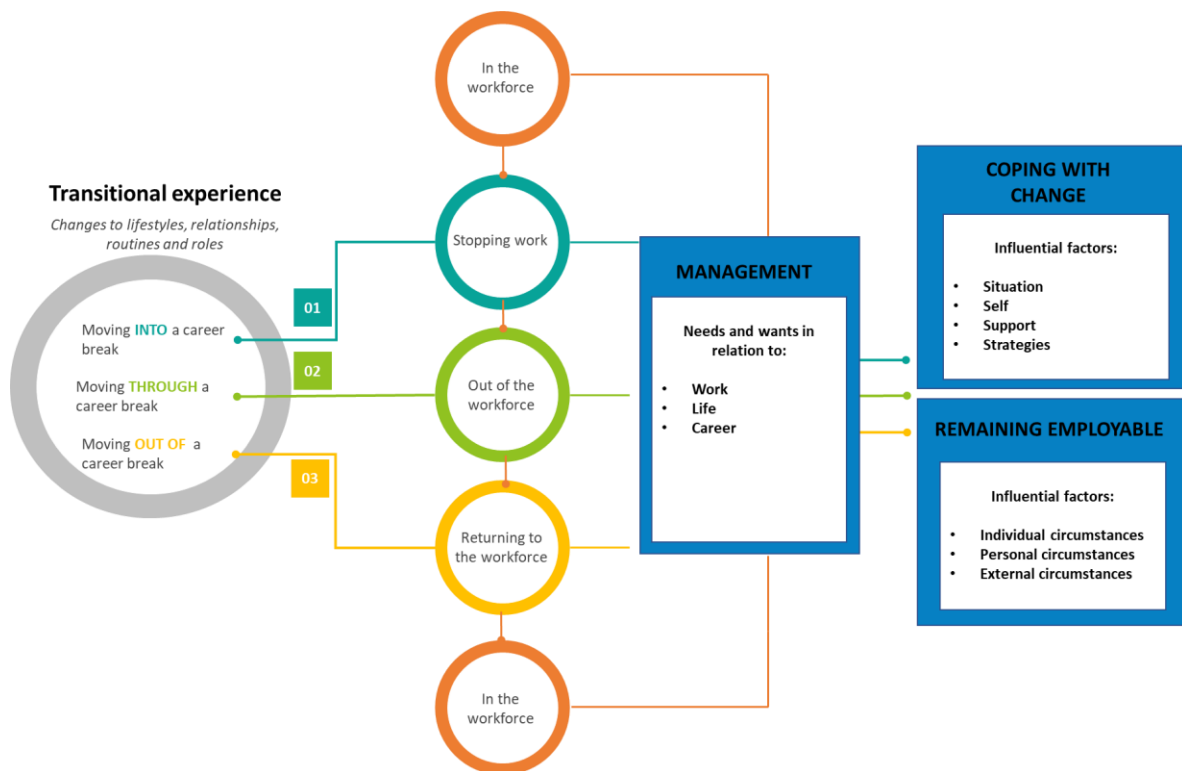 Transitional experience
Changes to lifestyles, relationships,
routines and roles
Moving INTO a career
break
Moving THROUGH a
career break
Moving OUT OF a
career break
01
02
03
In the
workforce
Stopping work
Out of the
workforce
Returning to
the workforce
In the
workforce
MANAGEMENT
Needs and wants in
relation to:
• Work
• Life
• Career
COPING WITH
CHANGE
Influential factors:
• Situation
• Self
• Support
• Strategies
REMAINING EMPLOYABLE
Influential factors:
• Individual circumstances
• Personal circumstances
• External circumstances